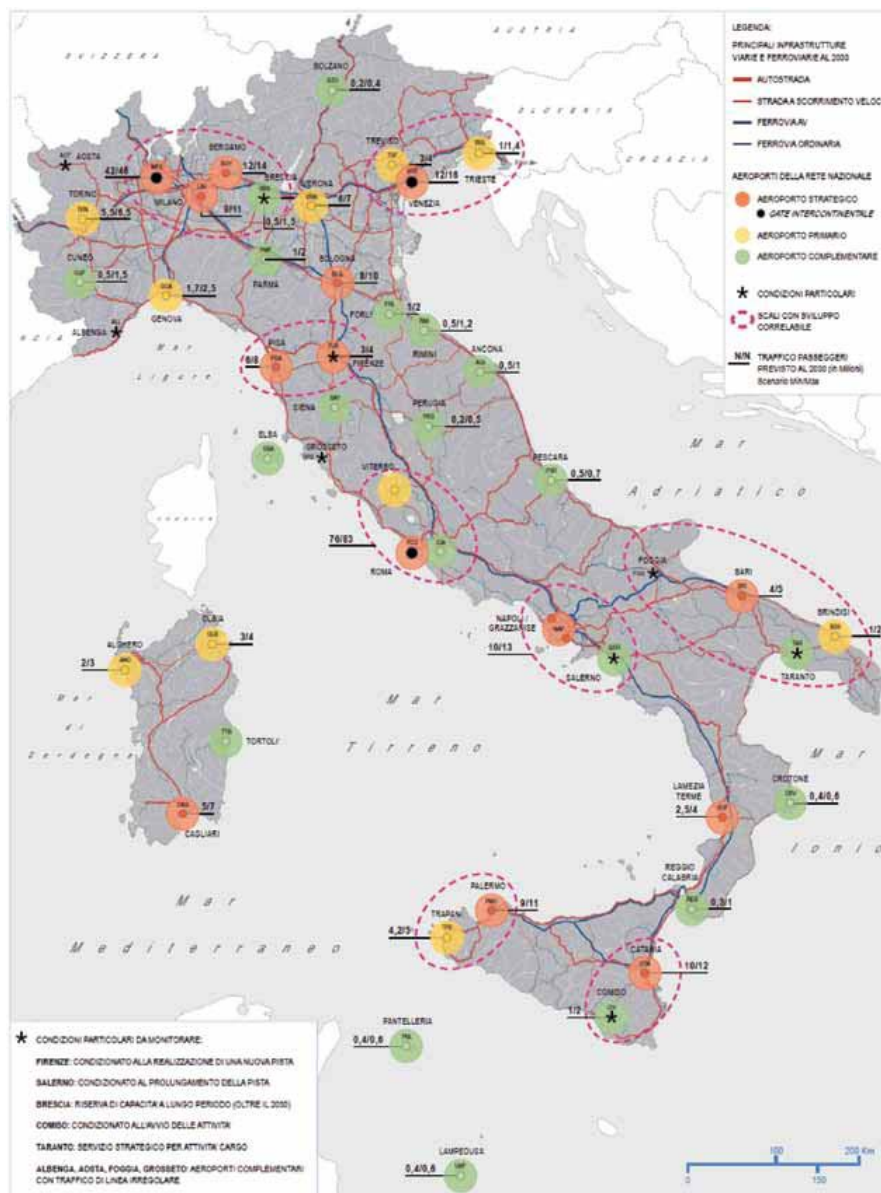 SVIZZERA
AUSTRIA
SLOVENIA
CROAZIA
BOLZANO
0,2/0,4
AOSTA
BERGAMO
12/14
TREVISO
3/4
1/1,4
TRIESTE
42/46
BRESCIA
VERONA
12/16
VENEZIA
TORINO
5,5/6,5
MILANO
9/11
0,5/1,5
6/7
CUNEO
0,5/1,5
1/2
PARMA
BOLOGNA
8/10
1,7/2,5
GENOVA
FORLI'
1/2
0,5/1,2
RIMINI
ALBENGA
Mar
Ligure
PISA
6/8
3/4
FIRENZE
ANCONA
0,5/1
SIENA
PERUGIA
0,2/0,5
ELBA
GROSSETO
VITERBO
PESCARA
0,5/0,7
Mar
Adriatico
76/83
ROMA
FOGGIA
BARI
4/5
BRINDISI
1/2
TARANTO
NAPOLI/
GRAZZANISE
10/13
SALERNO
OLBIA
3/4
ALGHERO
2/3
Mar
di
Sardegna
TORTOLI'
Mar
Tirreno
5/7
CAGLIARI
LAMEZIA
TERME
2,5/4
CROTONE
0,4/0,6
Mar
Ionio
REGGIO
CALABRIA
0,3/1
Mar
Mediterraneo
PALERMO
9/11
TRAPANI
4,2/5
CATANIA
10/12
COMISO
1/2
PANTELLERIA
0,4/0,6
LAMPEDUSA
0,4/0,6
LEGENDA:
PRINCIPALI INFRASTRUTTURE
VIARIE E FERROVIARIE AL 2030
AUTOSTRADA
STRADA A SCORRIMENTO VELOC
FERROVIA AV
FERROVIA ORDINARIA
AEROPORTI DELLA RETE NAZIONALE
AEROPORTO STRATEGICO
GATE INTERCONTINENTALE
AEROPORTO PRIMARIO
AEROPORTO COMPLEMENTARE
* CONDIZIONI PARTICOLARI
SCALI CON SVILUPPO
CORRELABILE
N/N TRAFFICO PASSEGGERI
PREVISTO AL 2030 (in Milioni)
Scenario Min/Max
* CONDIZIONI PARTICOLARI DA MONITORARE:
FIRENZE: CONDIZIONATO ALLA REALIZZAZIONE DI UNA NUOVA PISTA
SALERNO: CONDIZIONATO AL PROLUNGAMENTO DELLA PISTA
BRESCIA: RISERVA DI CAPACITA' A LUNGO PERIODO (OLTRE IL 2030)
COMISO: CONDIZIONATO ALL'AVVIO DELLE ATTIVITA'
TARANTO: SERVIZIO STRATEGICO PER ATTIVITA' CARGO
ALBENGA, AOSTA, FOGGIA, GROSSETO: AEROPORTI COMPLEMENTARI
CON TRAFFICO DI LINEA IRREGOLARE
0 100 200 Km
150